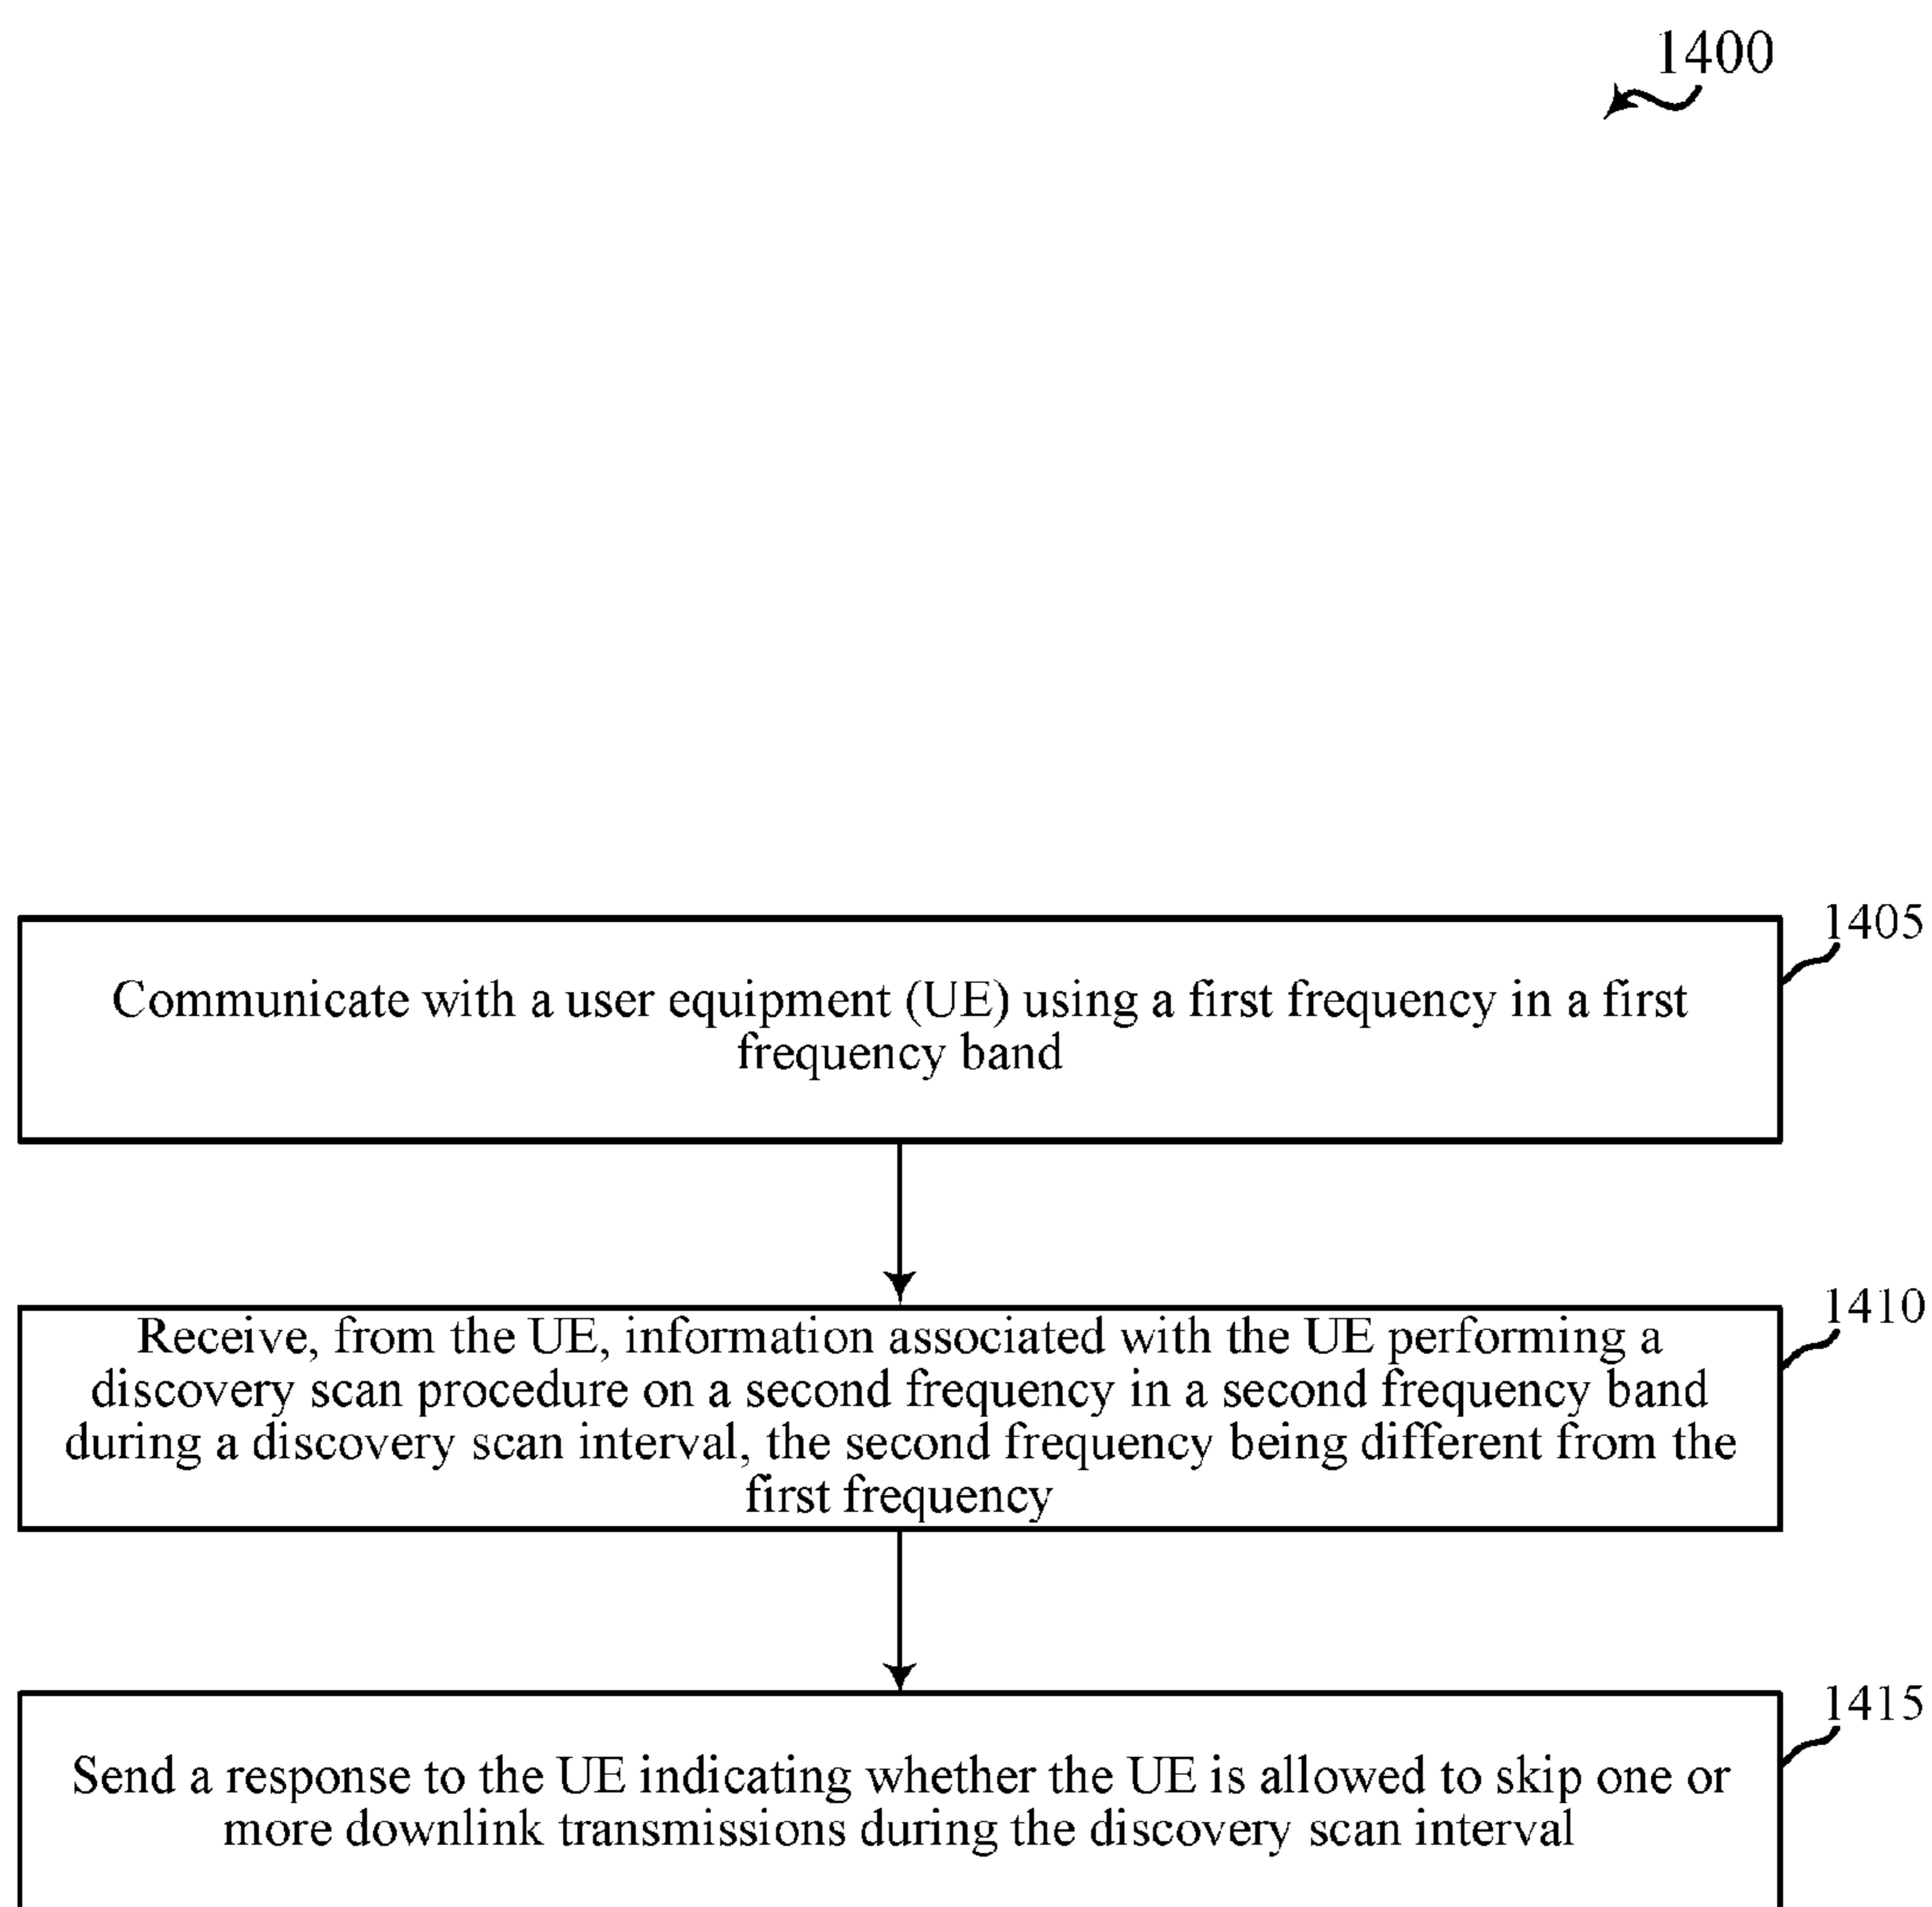 1400
1405
Communicate with a user equipment (UE) using a first frequency in a first
frequency band
1410
Receive, from the UE, information associated with the UE performing a
discovery scan procedure on a second frequency in a second frequency band
during a discovery scan interval, the second frequency being different from the
first frequency
1415
Send a response to the UE indicating whether the UE is allowed to skip one or
more downlink transmissions during the discovery scan interval